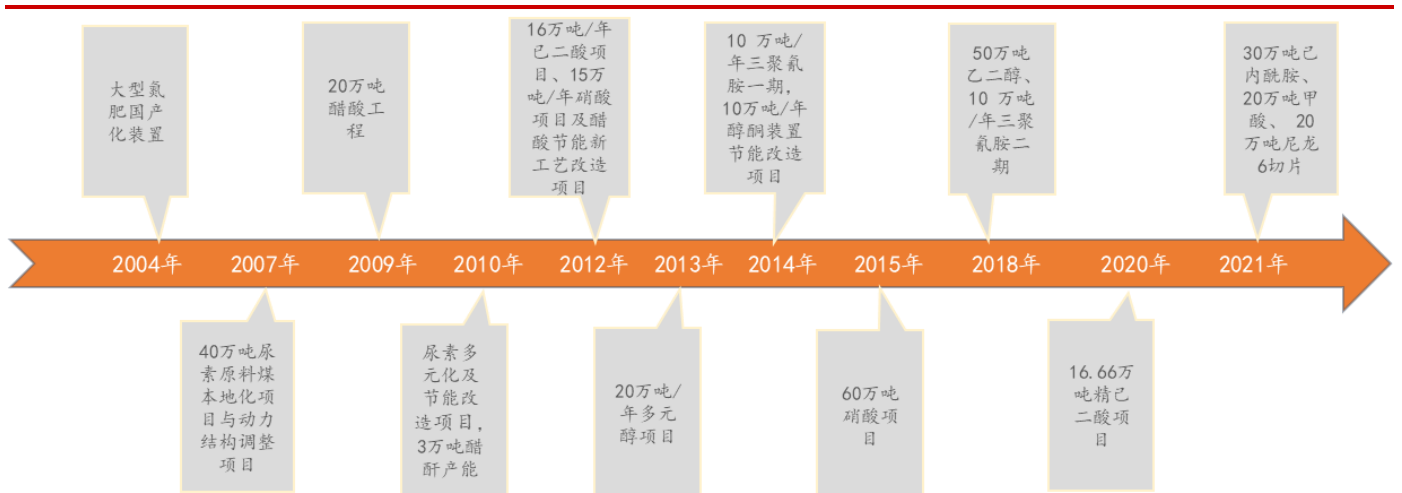 大型氮
肥国产
化装置
20万吨
醋酸工
程
16万吨/年
己二酸项
目、15万
吨/年硝酸
项目及醋
酸节能新
工艺改造
项目
10 万吨/
年三聚氰
胺一期,
10万吨/年
醇酮装置
节能改造
项目
50万吨
乙二醇、
10 万吨
/年三聚
氰胺二
期
30万吨己
内酰胺、
20万吨甲
酸、 20
万吨尼龙
6切片
2004年 2007年 2009年 2010年 2012年 2013年 2014年 2015年 2018年 2020年 2021年
40万吨尿
素原料煤
本地化项
目与动力
结构调整
项目
尿素多
元化及
节能改
造项目,
3万吨醋
酐产能
20万吨/
年多元
醇项目
60万吨
硝酸项
目
16.66万
吨精己
二酸项
目